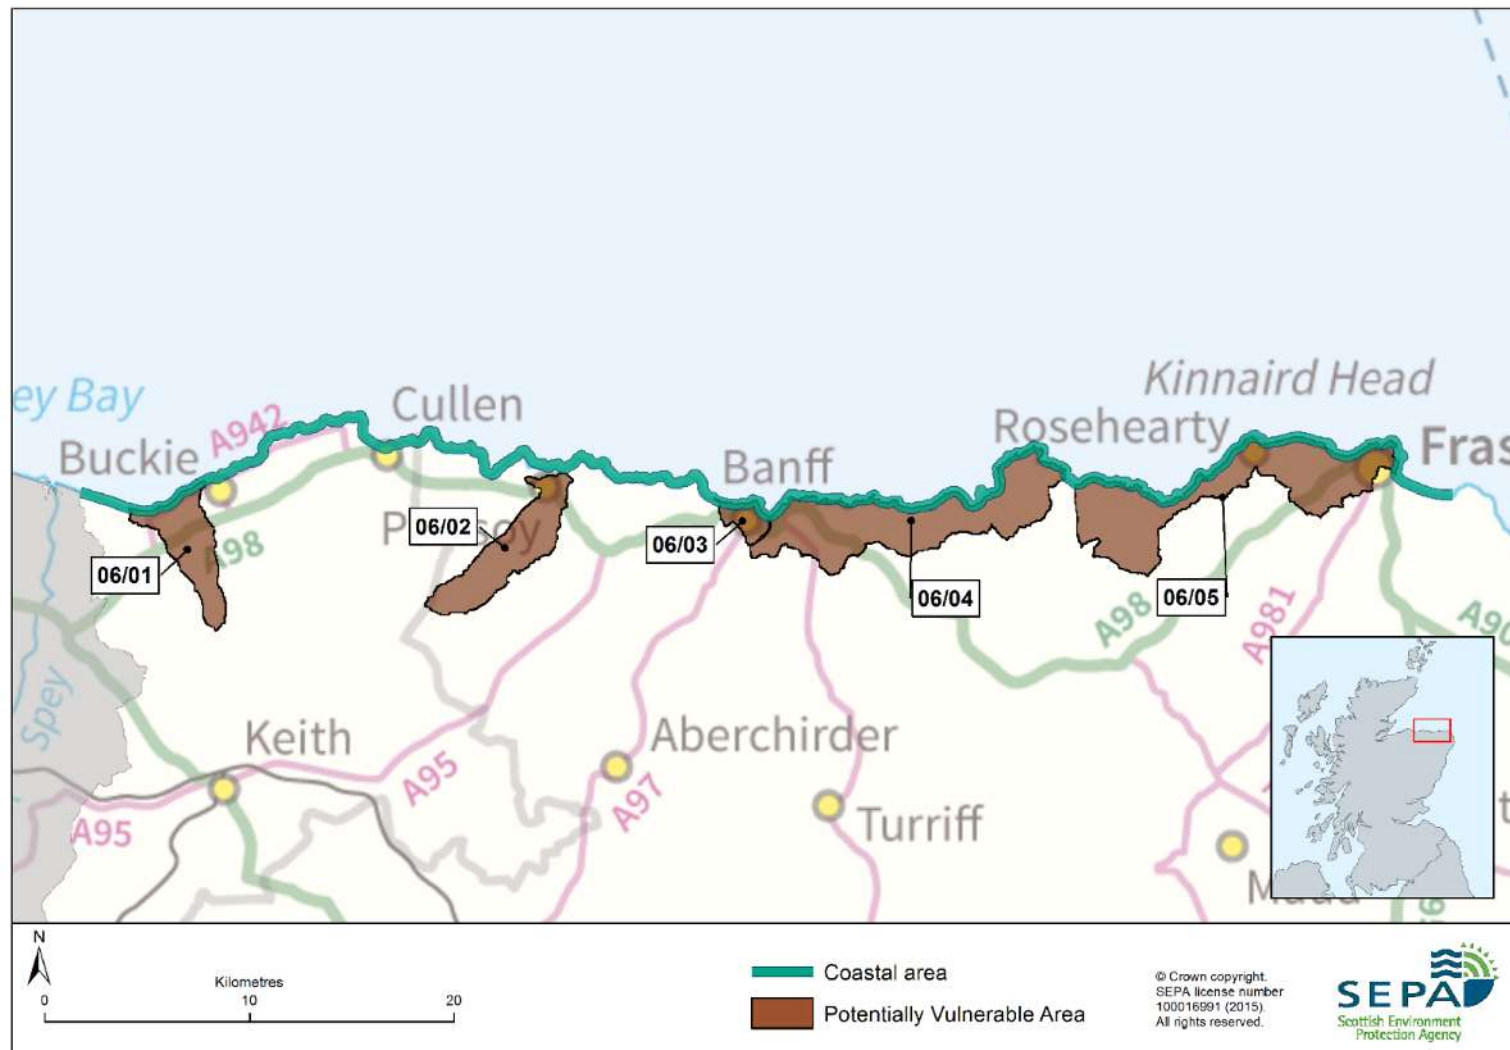 Kinnaird Head
ey Bay
Cullen
A942
Rosehearty
Buckie
Banff
Fras
06/02
06/03
A98
06/01
06/04
06/05
A98
A981
A90
Spey
Keith
Aberchirder
A95
A97
A95
Turriff
N
Kilometres
0
10
20
Coastal area
Potentially Vulnerable Area
© Crown copyright.
SEPA license number
100016991 (2015).
All rights reserved.
SEPA
Scottish Environment
Protection Agency